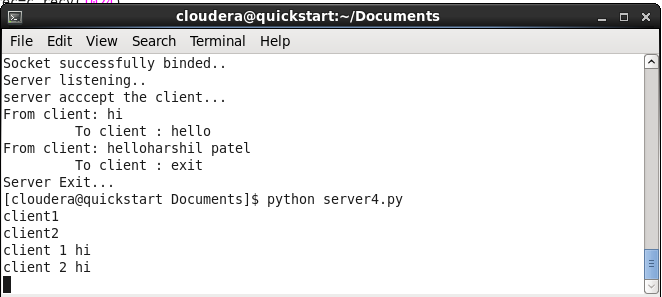 cloudera@quickstart:~/Documents
File Edit View Search Terminal Help
Socket successfully binded..
Server listening..
server acccept the client...
From client: hi
To client : hello
From client: helloharshil patel
To client : exit
Server Exit...
[cloudera@quickstart Documents]$ python server4.py
client1
client2
client 1 hi
client 2 hi